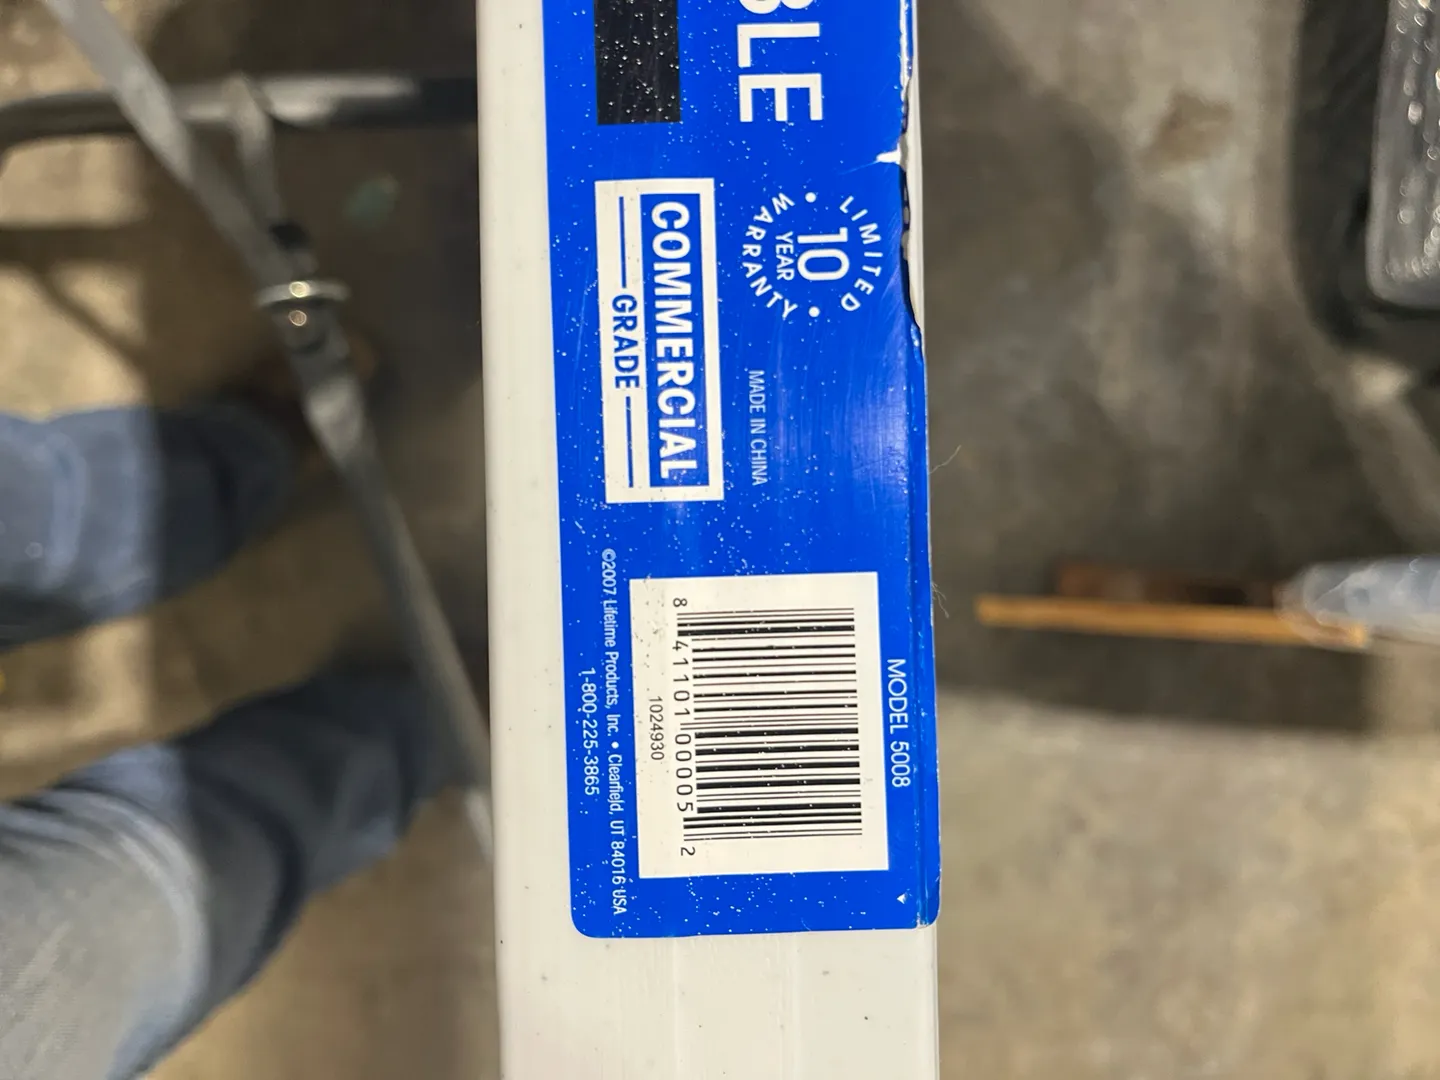 BLE
LIMITED
10
YEAR
WARRANTY
COMMERCIAL
GRADE
MADE IN CHINA
MODEL 5008
8 41101 00005 2
1024930
©2007 Lifetime Products, Inc. • Clearfield, UT 84016 USA
1-800-225-3865